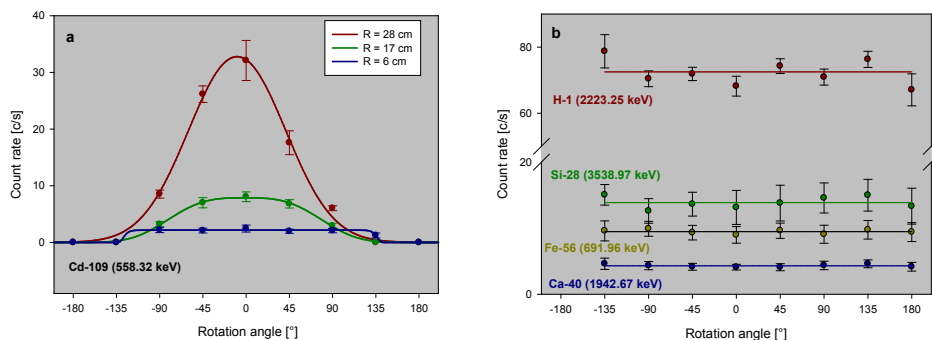 a
R = 28 cm
R = 17 cm
R = 6 cm
Count rate [c/s]
40
30
20
10
0
Cd-109 (558.32 keV)
-180 -135 -90 -45 0 45 90 135 180
Rotation angle [°]
b
Count rate [c/s]
80
60
20
0
H-1 (2223.25 keV)
Si-28 (3538.97 keV)
Fe-56 (691.96 keV)
Ca-40 (1942.67 keV)
-180 -135 -90 -45 0 45 90 135 180
Rotation angle [°]